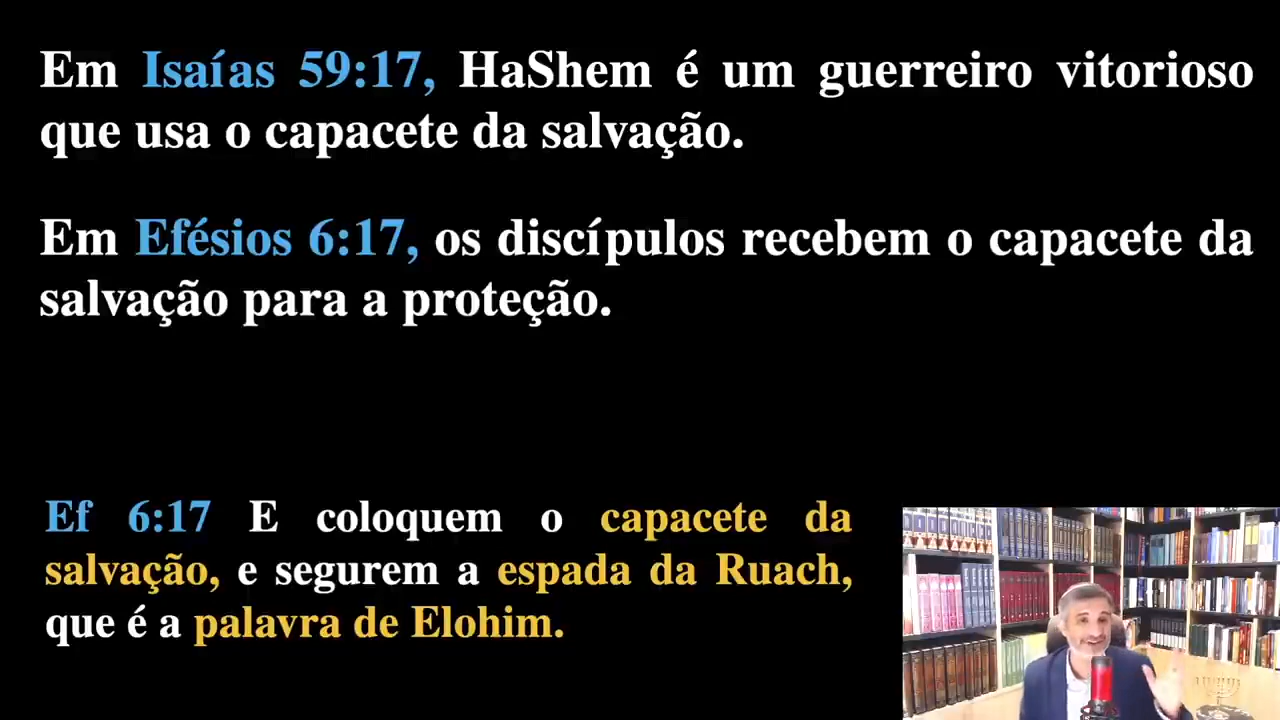 Em Isaías 59:17, HaShem é um guerreiro vitorioso
que usa o capacete da salvação.
Em Efésios 6:17, os discípulos recebem o capacete da
salvação para a proteção.
Ef 6:17 E coloquem o capacete da
salvação, e segurem a espada da Ruach,
que é a palavra de Elohim.